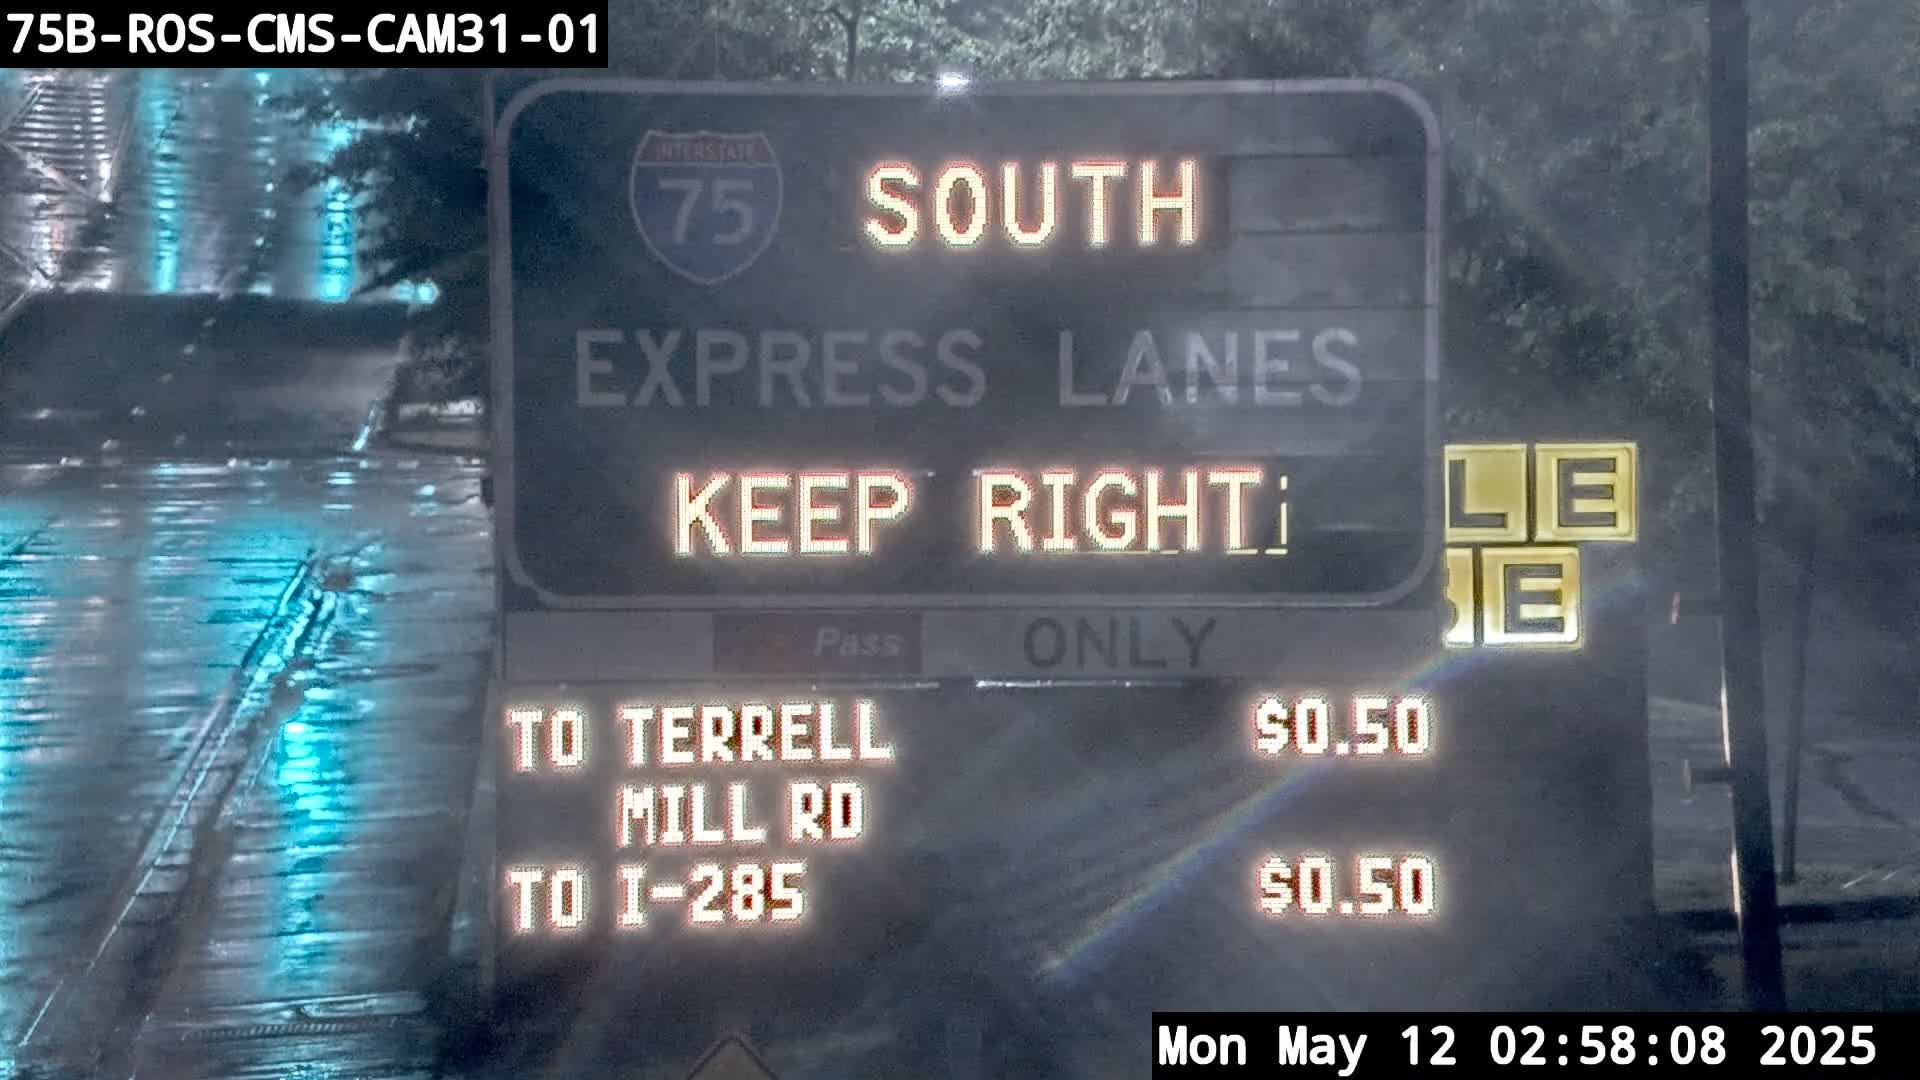 75B-ROS-CMS-CAM31-01
INTERSTATE
75
SOUTH
EXPRESS LANES
KEEP RIGHT
LE
E
Pass ONLY
TO TERRELL $0.50
MILL RD
TO I-285 $0.50
Mon May 12 02:58:08 2025